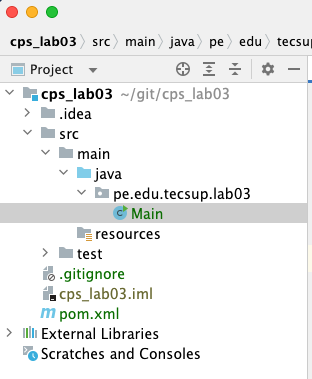 cps_lab03 › src › main › java › pe › edu › tecsup
Project
cps_lab03 ~/git/cps_lab03
.idea
src
main
java
pe.edu.tecsup.lab03
Main
resources
test
.gitignore
cps_lab03.iml
pom.xml
External Libraries
Scratches and Consoles